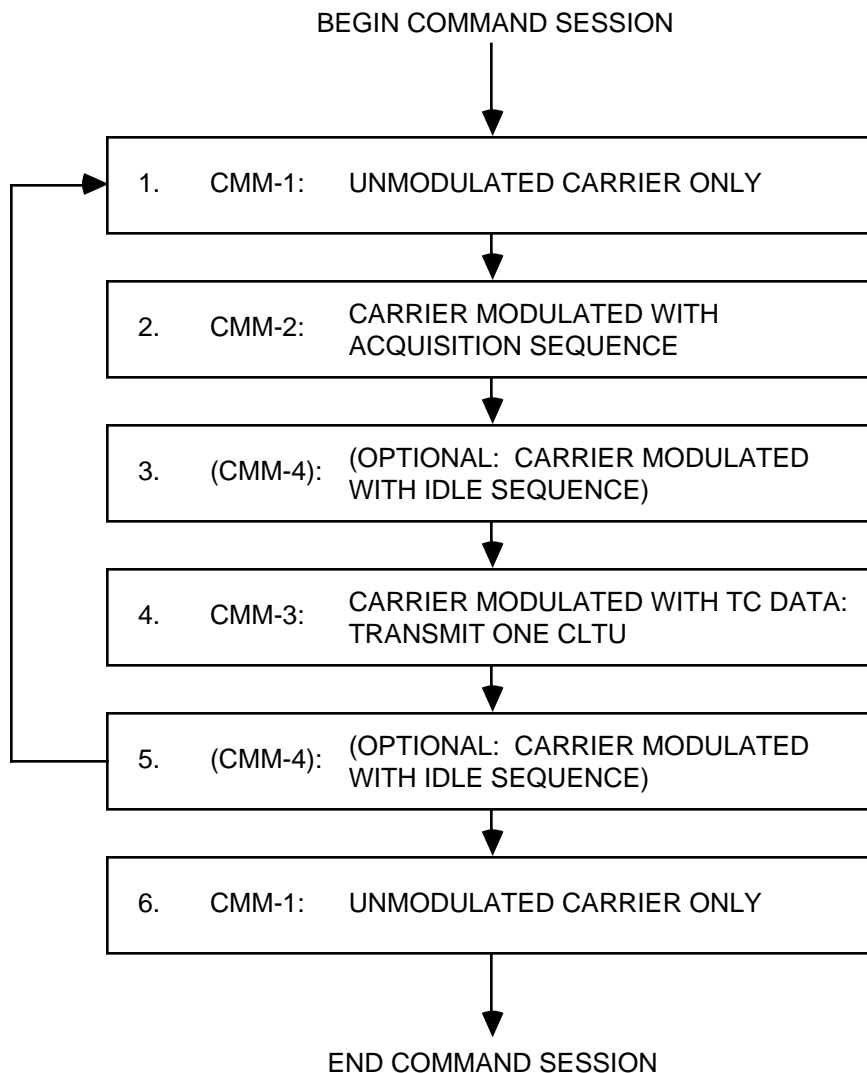 BEGIN COMMAND SESSION
1. CMM-1: UNMODULATED CARRIER ONLY
2. CMM-2: CARRIER MODULATED WITH
ACQUISITION SEQUENCE
3. (CMM-4): (OPTIONAL: CARRIER MODULATED
WITH IDLE SEQUENCE)
4. CMM-3: CARRIER MODULATED WITH TC DATA:
TRANSMIT ONE CLTU
5. (CMM-4): (OPTIONAL: CARRIER MODULATED
WITH IDLE SEQUENCE)
6. CMM-1: UNMODULATED CARRIER ONLY
END COMMAND SESSION